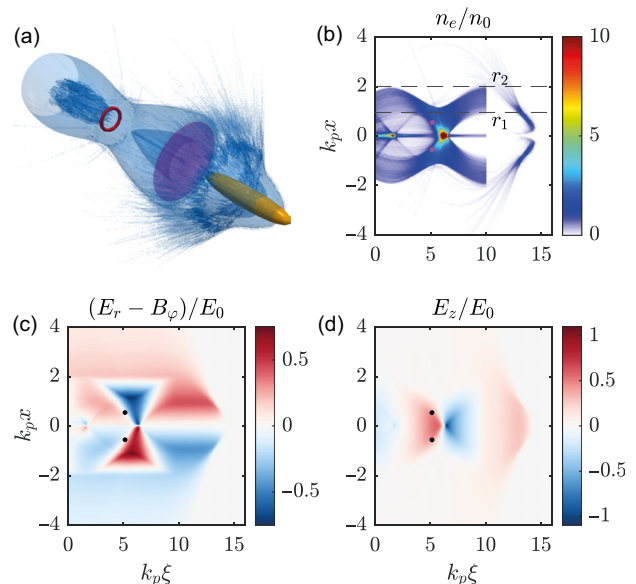 (a)
(b)
n_e/n_0
10
5
0
r_2
r_1
k_p x
4
2
0
-2
-4
0 5 10 15
(c)
(E_r − B_φ)/E_0
0.5
0
−0.5
k_p x
4
2
0
-2
-4
0 5 10 15
k_p ξ
(d)
E_z/E_0
1
0.5
0
-0.5
-1
4
2
0
-2
-4
0 5 10 15
k_p ξ